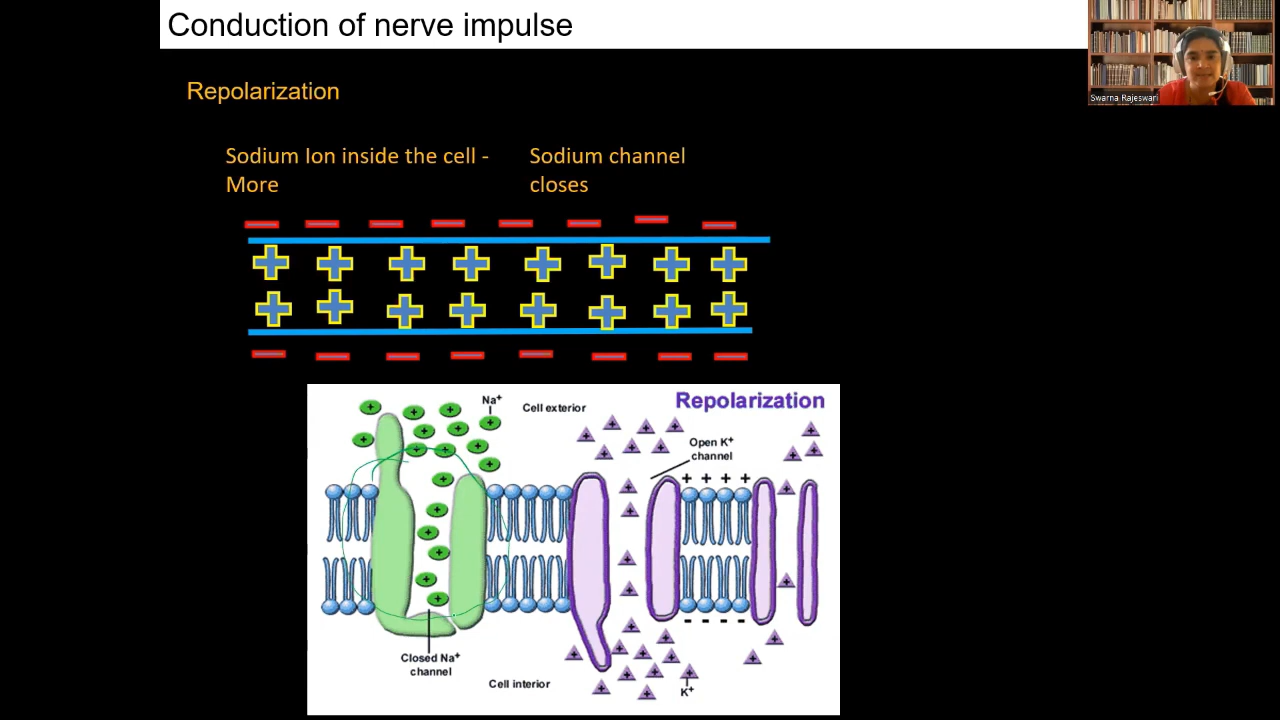 Conduction of nerve impulse
Swarna Rajeswari
Repolarization
Sodium Ion inside the cell -
More
Sodium channel
closes
Repolarization
Na+
Cell exterior
Open K+
channel
+ + + +
- - - -
Closed Na+
channel
Cell interior
K+